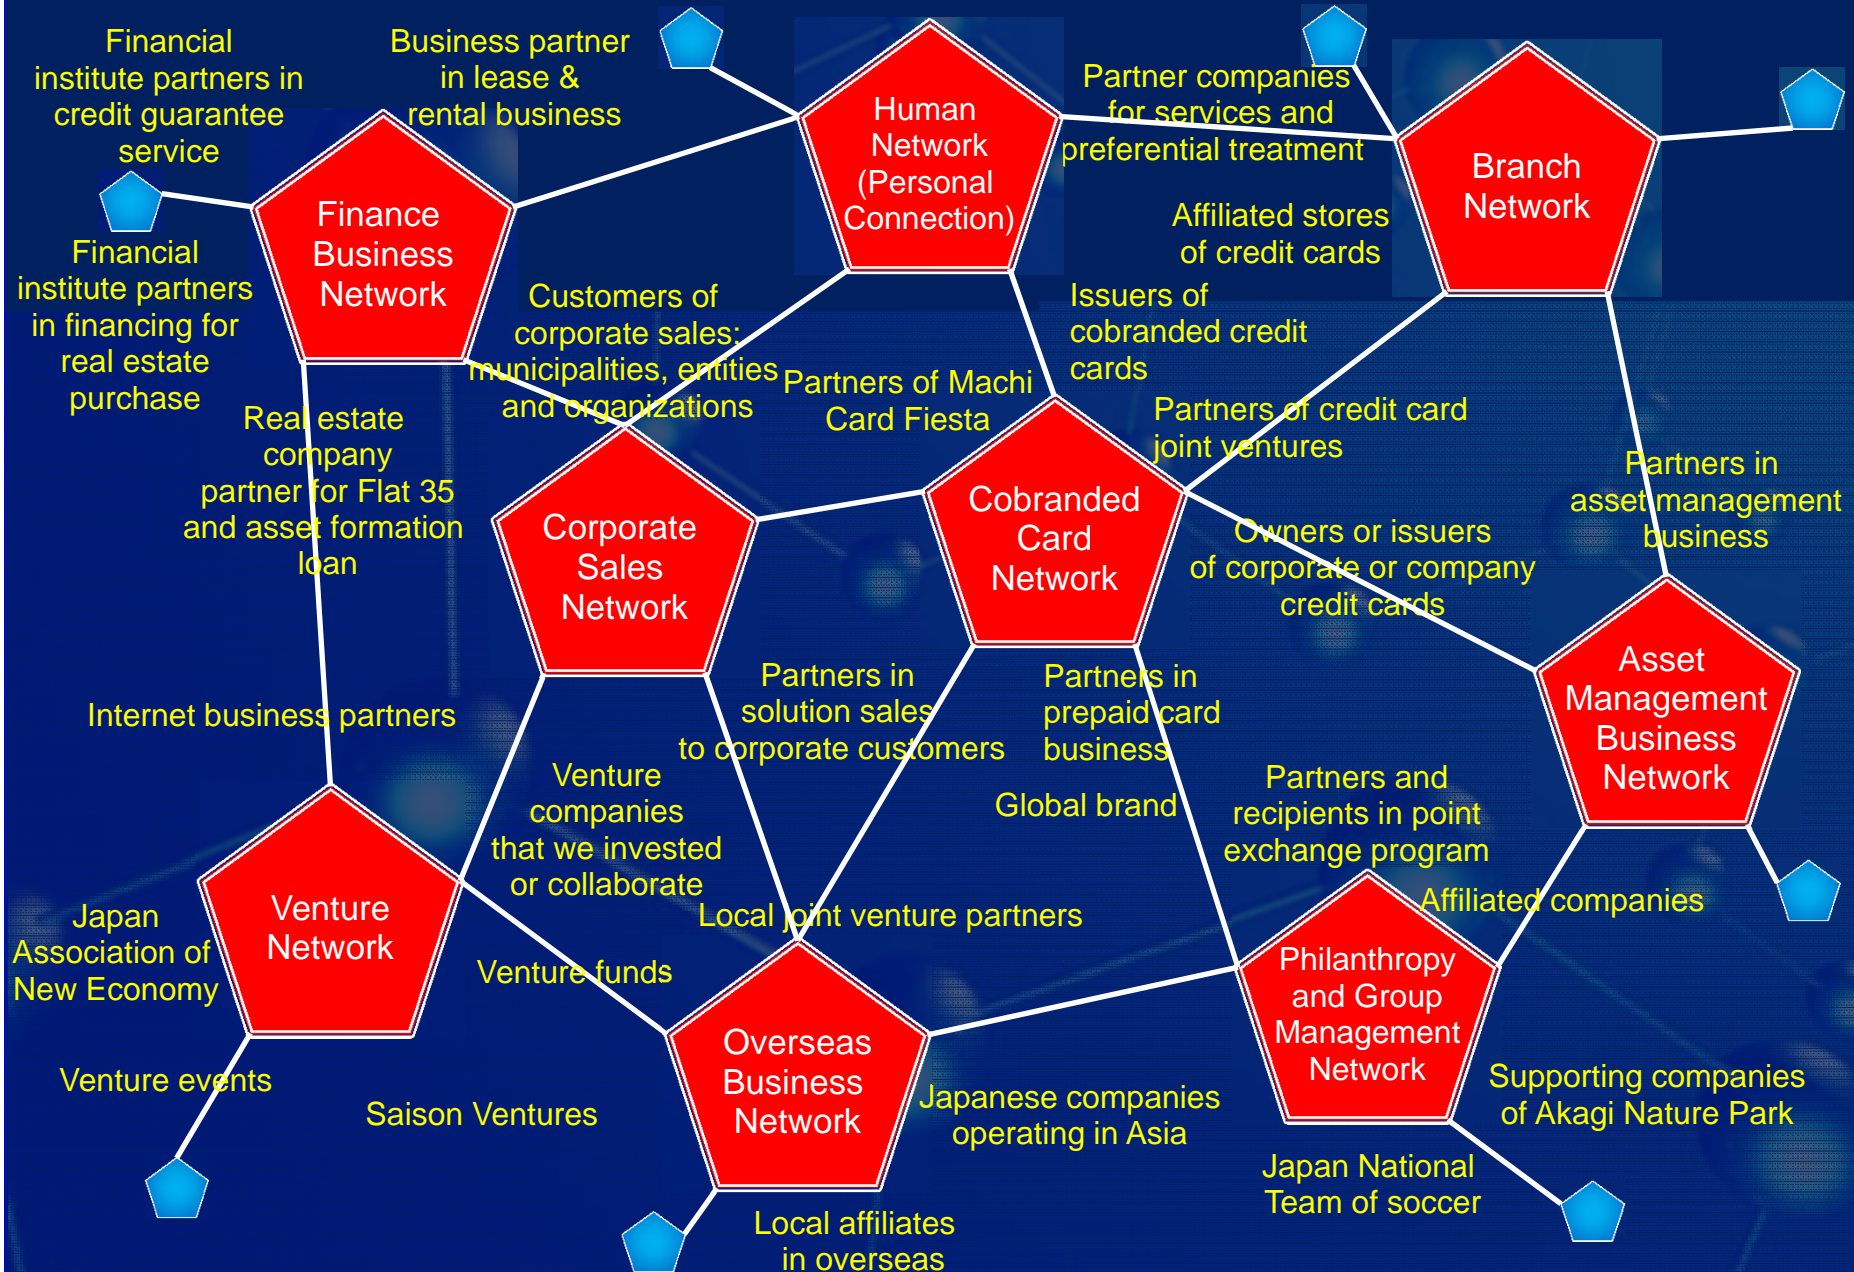 Financial
institute partners in
credit guarantee
service
Business partner
in lease &
rental business
Human
Network
(Personal
Connection)
Partner companies
for services and
preferential treatment
Branch
Network
Finance
Business
Network
Affiliated stores
of credit cards
Financial
institute partners
in financing for
real estate
purchase
Customers of
corporate sales:
municipalities, entities
and organizations
Issuers of
cobranded credit
cards
Partners of Machi
Card Fiesta
Partners of credit card
joint ventures
Real estate
company
partner for Flat 35
and asset formation
loan
Partners in
asset management
business
Corporate
Sales
Network
Cobranded
Card
Network
Owners or issuers
of corporate or company
credit cards
Asset
Management
Business
Network
Internet business partners
Partners in
solution sales
to corporate customers
Partners in
prepaid card
business
Venture
companies
that we invested
or collaborate
Global brand
Partners and
recipients in point
exchange program
Affiliated companies
Japan
Association of
New Economy
Venture
Network
Local joint venture partners
Venture funds
Philanthropy
and Group
Management
Network
Overseas
Business
Network
Venture events
Saison Ventures
Japanese companies
operating in Asia
Supporting companies
of Akagi Nature Park
Japan National
Team of soccer
Local affiliates
in overseas